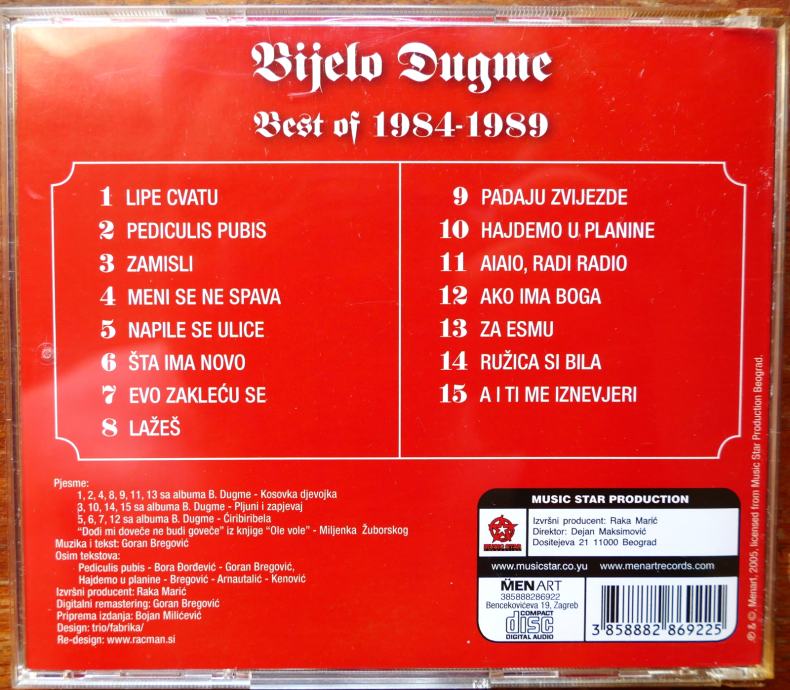 Bijelo Dugme
Best of 1984-1989
1 LIPE CVATU
2 PEDICULIS PUBIS
3 ZAMISLI
4 MENI SE NE SPAVA
5 NAPILE SE ULICE
6 ŠTA IMA NOVO
7 EVO ZAKLEĆU SE
8 LAŽEŠ
9 PADAJU ZVIJEZDE
10 HAJDEMO U PLANINE
11 AIAIO, RADI RADIO
12 AKO IMA BOGA
13 ZA ESMU
14 RUŽICA SI BILA
15 A I TI ME IZNEVJERI
Pjesme:
1, 2, 4, 8, 9, 11, 13 sa albuma B. Dugme - Kosovka djevojka
3, 10, 14, 15 sa albuma B. Dugme - Pljuni i zapjevaj
5, 6, 7, 12 sa albuma B. Dugme - Ćiribiribela
"Dođi mi doveče ne budi goveče" iz knjige "Ole vole" - Miljenka Žuborskog
Muzika i tekst: Goran Bregović
Osim tekstova:
Pediculis pubis - Bora Đorđević - Goran Bregović,
Hajdemo u planine - Bregović - Arnautalić - Kenović
Izvršni producent: Raka Marić
Digitalni remastering: Goran Bregović
Priprema izdanja: Bojan Milićević
Design: trio/fabrika/
Re-design: www.racman.si
MUSIC STAR PRODUCTION
MUSIC STAR
Izvršni producent: Raka Marić
Direktor: Dejan Maksimović
Dositejeva 21 11000 Beograd
www.musicstar.co.yu www.menartrecords.com
MENART
385888286922
Bencekovićeva 19, Zagreb
COMPACT
disc
DIGITAL AUDIO
3 858882 869225
℗ & ©, Menart, 2005, licensed from Music Star Production Beograd.